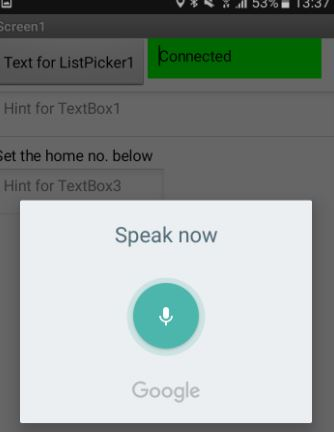 53% 13:37
Screen1
Text for ListPicker1
Connected
Hint for TextBox1
Set the home no. below
Hint for TextBox3
Speak now
Google